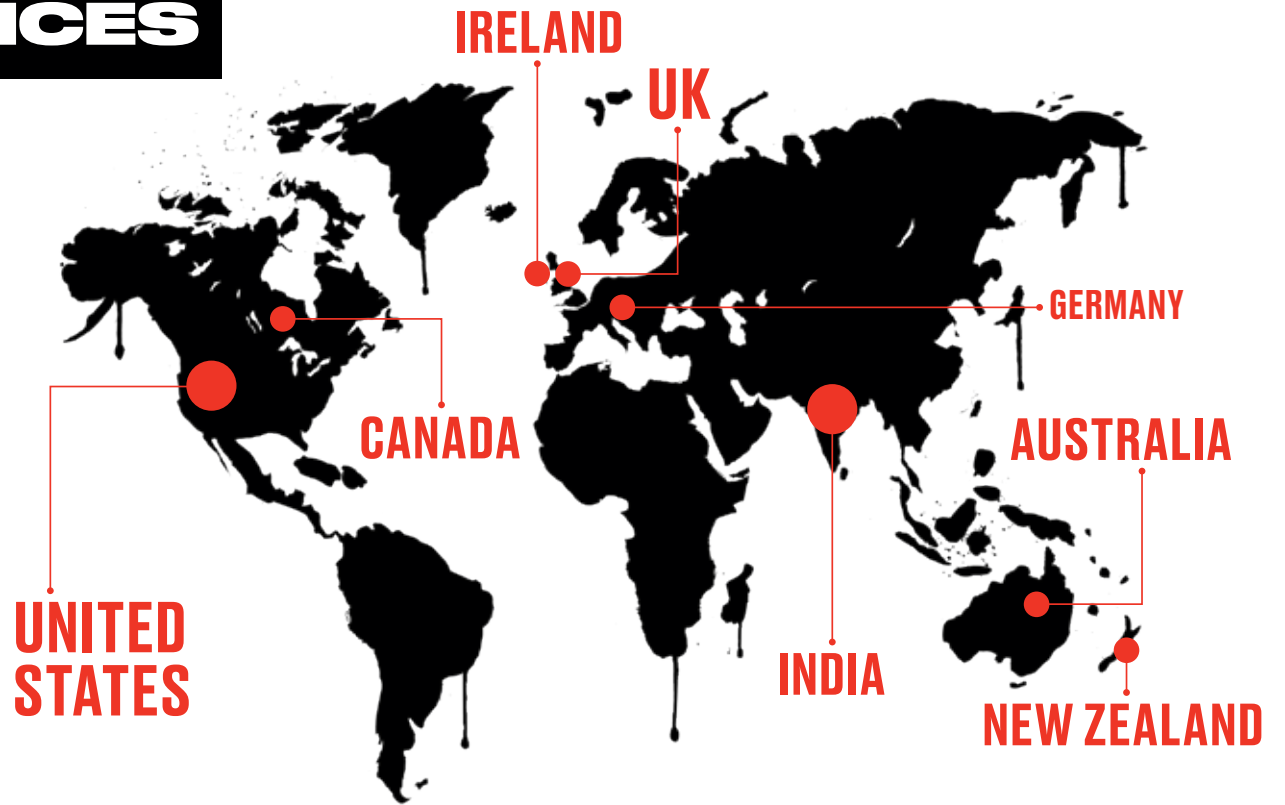 ICES
IRELAND
UK
GERMANY
CANADA
AUSTRALIA
UNITED
STATES
INDIA
NEW ZEALAND